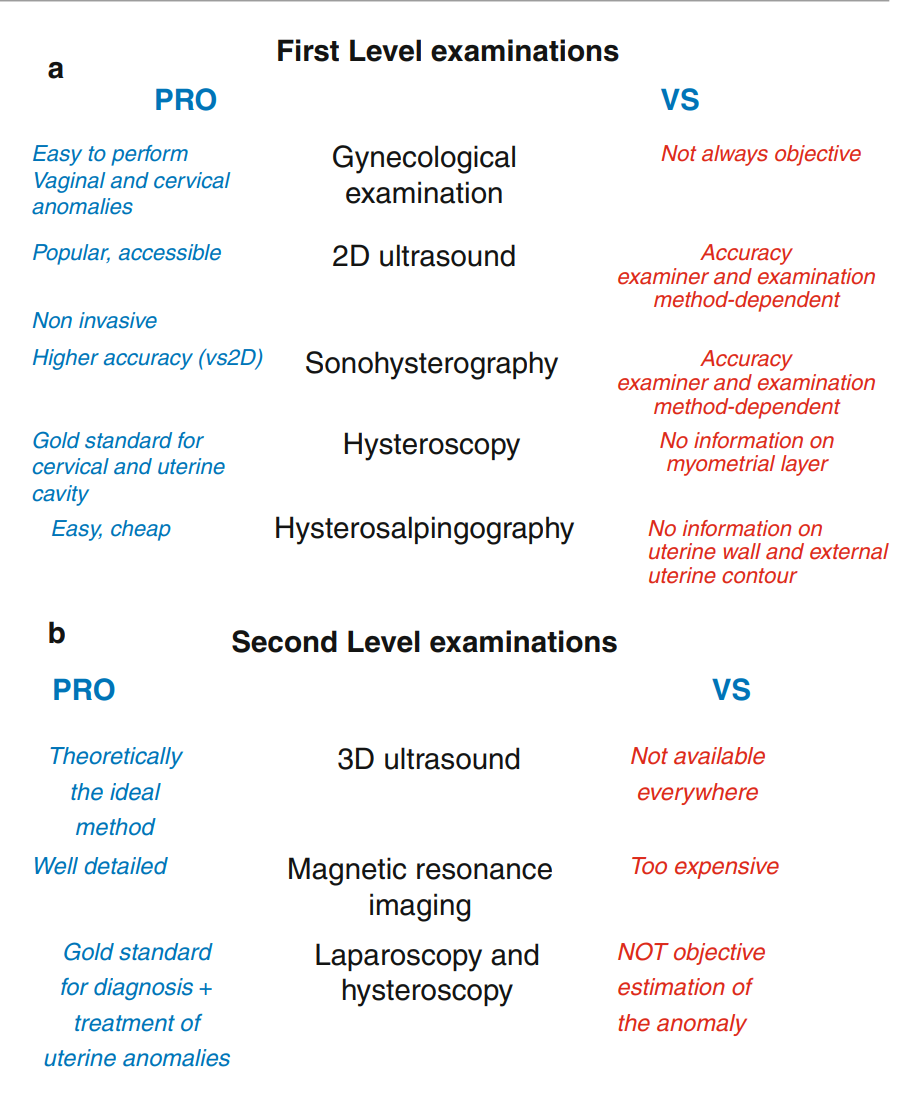 First Level examinations
a
PRO
VS
Easy to perform
Vaginal and cervical
anomalies
Gynecological
examination
Not always objective
Popular, accessible
Non invasive
2D ultrasound
Accuracy
examiner and examination
method-dependent
Higher accuracy (vs2D)
Sonohysterography
Accuracy
examiner and examination
method-dependent
Gold standard for
cervical and uterine
cavity
Hysteroscopy
No information on
myometrial layer
Easy, cheap
Hysterosalpingography
No information on
uterine wall and external
uterine contour
b
Second Level examinations
PRO
VS
Theoretically
the ideal
method
3D ultrasound
Not available
everywhere
Well detailed
Magnetic resonance
imaging
Too expensive
Gold standard
for diagnosis +
treatment of
uterine anomalies
Laparoscopy and
hysteroscopy
NOT objective
estimation of
the anomaly